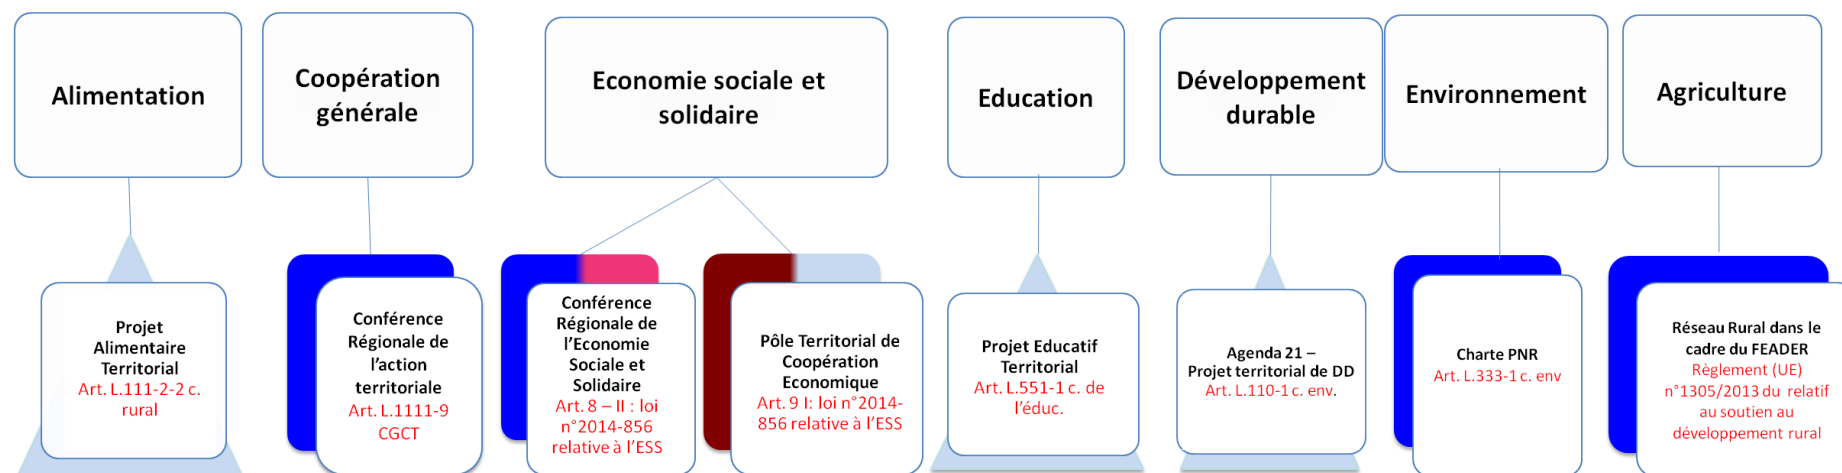 Alimentation
Coopération
générale
Economie sociale et
solidaire
Education
Développement
durable
Environnement
Agriculture
Projet
Alimentaire
Territorial
Art. L.111-2-2 c.
rural
Conférence
Régionale de
l'action
territoriale
Art. L.1111-9
CGCT
Conférence
Régionale de
l'Economie
Sociale et
Solidaire
Art. 8 – II : loi
n°2014-856
relative à l'ESS
Pôle Territorial de
Coopération
Economique
Art. 9 I: loi n°2014-
856 relative à l'ESS
Projet Educatif
Territorial
Art. L.551-1 c. de
l'éduc.
Agenda 21 –
Projet territorial de DD
Art. L.110-1 c. env.
Charte PNR
Art. L.333-1 c. env
Réseau Rural dans le
cadre du FEADER
Règlement (UE)
n°1305/2013 du relatif
au soutien au
développement rural